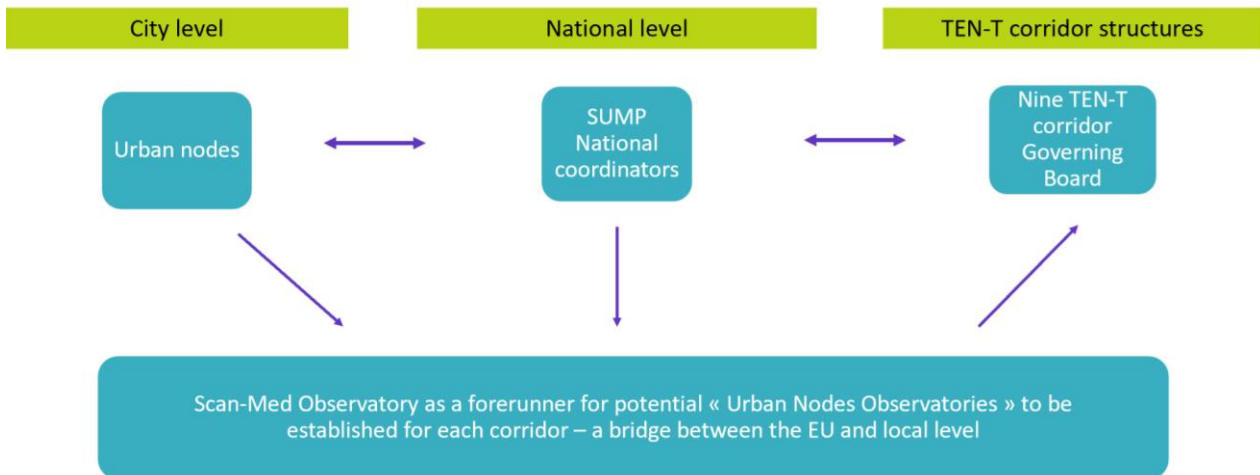 City level
National level
TEN-T corridor structures
Urban nodes
SUMP
National
coordinators
Nine TEN-T
corridor
Governing
Board
Scan-Med Observatory as a forerunner for potential « Urban Nodes Observatories » to be
established for each corridor – a bridge between the EU and local level